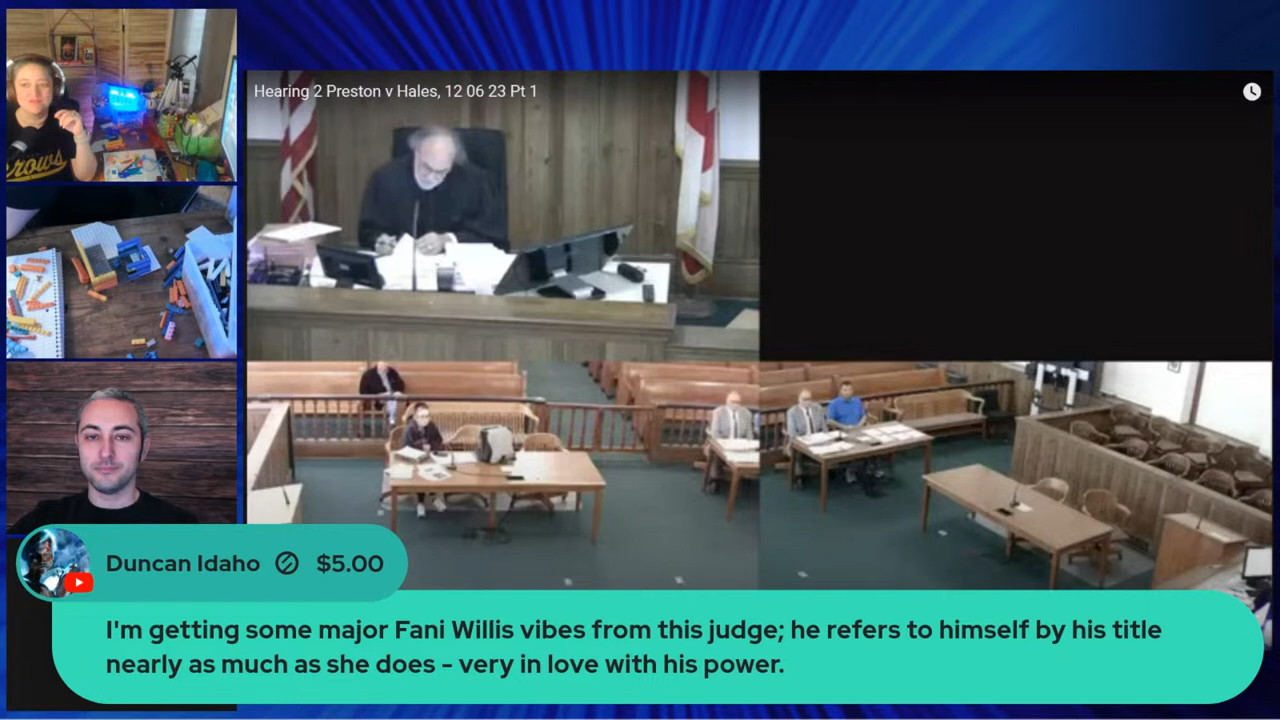 Hearing 2 Preston v Hales, 12 06 23 Pt 1
rows
Duncan Idaho $5.00
I'm getting some major Fani Willis vibes from this judge; he refers to himself by his title
nearly as much as she does - very in love with his power.